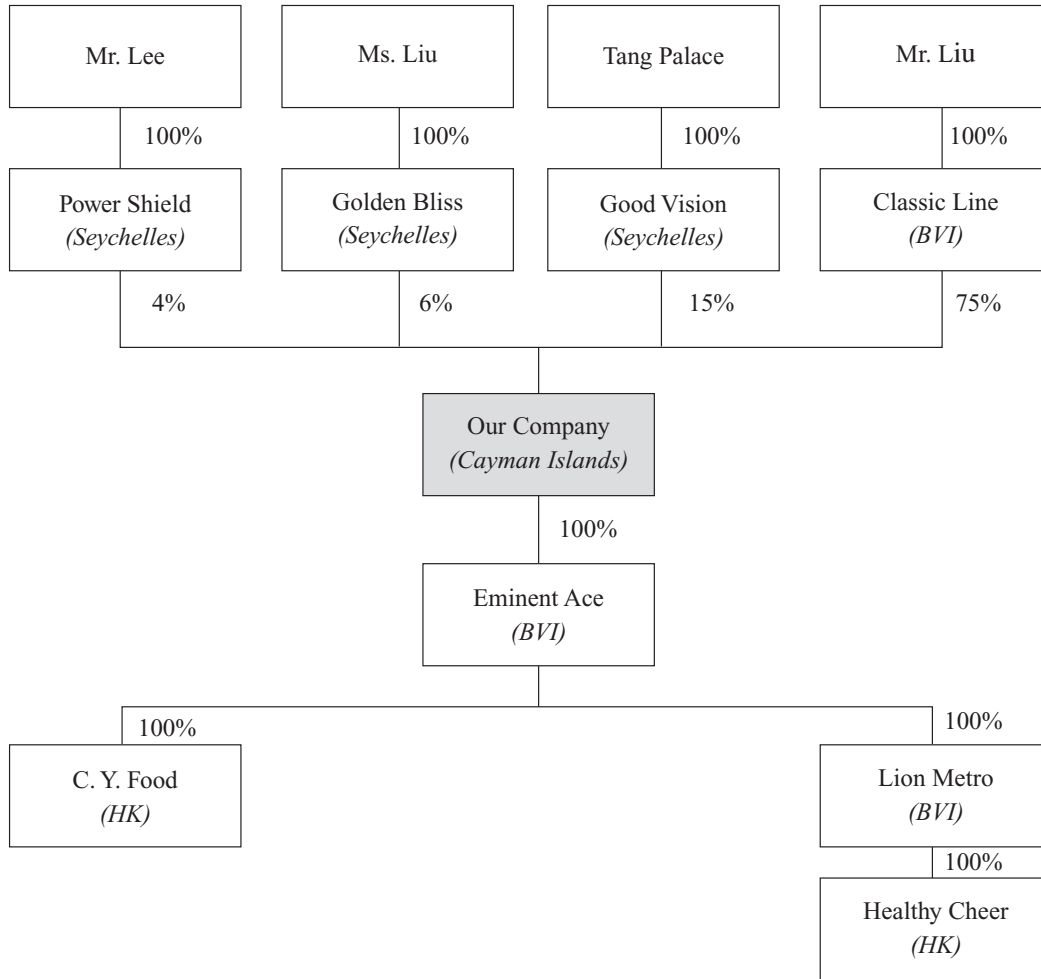 Mr. Lee
Ms. Liu
Tang Palace
Mr. Liu
100%
100%
100%
100%
Power Shield
(Seychelles)
Golden Bliss
(Seychelles)
Good Vision
(Seychelles)
Classic Line
(BVI)
4%
6%
15%
75%
Our Company
(Cayman Islands)
100%
Eminent Ace
(BVI)
100%
100%
C. Y. Food
(HK)
Lion Metro
(BVI)
100%
Healthy Cheer
(HK)